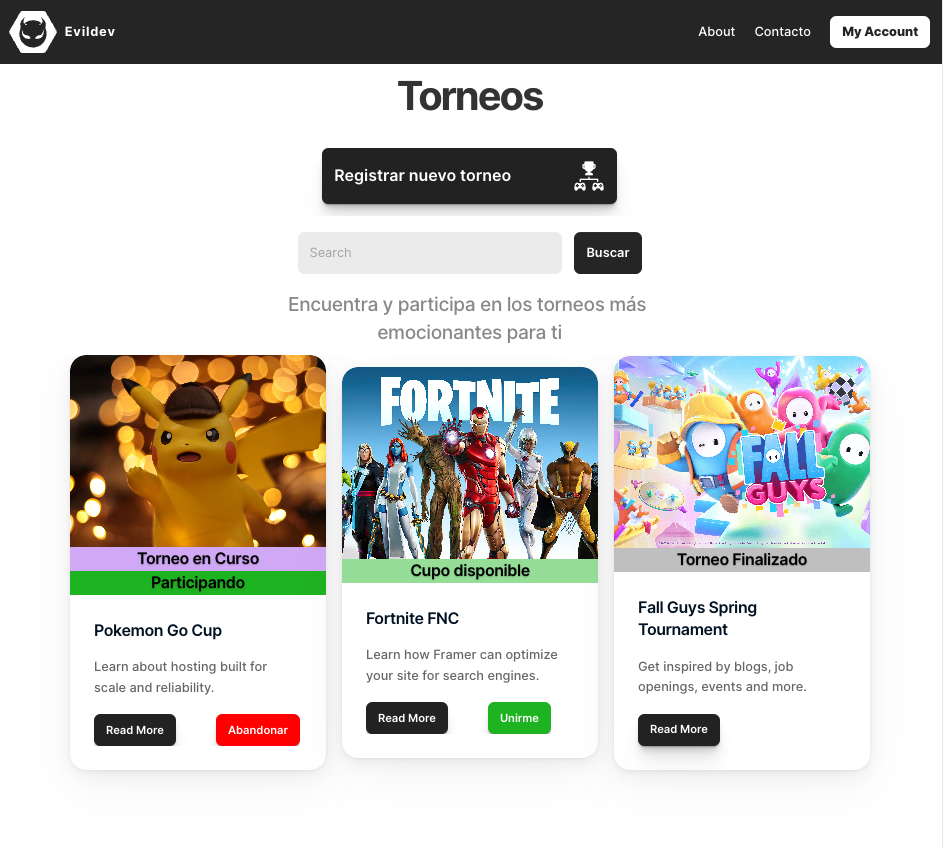 Evildev
About
Contacto
My Account
Torneos
Registrar nuevo torneo
Search
Buscar
Encuentra y participa en los torneos más
emocionantes para ti
Torneo en Curso
Participando
Pokemon Go Cup
Learn about hosting built for
scale and reliability.
Read More
Abandonar
FORTNITE
Cupo disponible
Fortnite FNC
Learn how Framer can optimize
your site for search engines.
Read More
Unirme
FALL
GUYS
Torneo Finalizado
Fall Guys Spring
Tournament
Get inspired by blogs, job
openings, events and more.
Read More